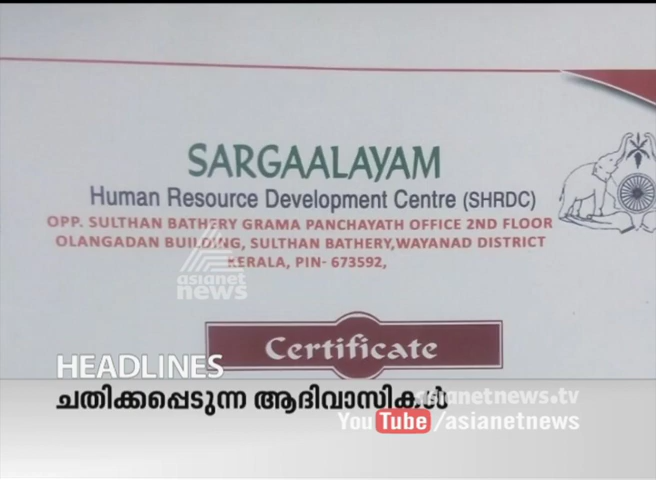 SARGAALAYAM
Human Resource Development Centre (SHRDC)
OPP. SULTHAN BATHERY GRAMA PANCHAYATH OFFICE 2ND FLOOR
OLANGADAN BUILDING, SULTHAN BATHERY,WAYANAD DISTRICT
KERALA, PIN- 673592,
asianet
news
Certificate
HEADLINES
ചതിക്കപ്പെടുന്ന ആദിവാസികള്‍
asianetnews.tv
YouTube/asianetnews